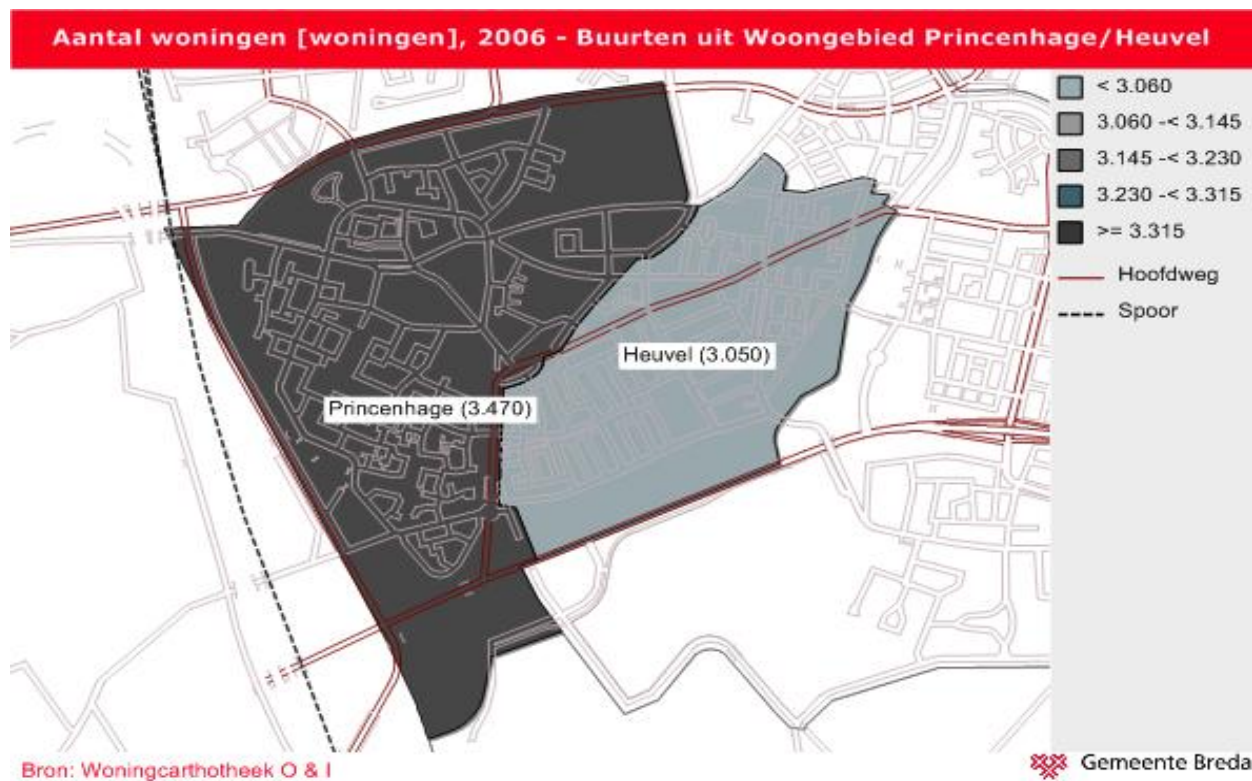 Aantal woningen [woningen], 2006 - Buurten uit Woongebied Princenhage/Heuvel
< 3.060
3.060 -< 3.145
3.145 -< 3.230
3.230 -< 3.315
>= 3.315
Hoofdweg
Spoor
Heuvel (3.050)
Princenhage (3.470)
Bron: Woningcarthotheek O & I
Gemeente Breda